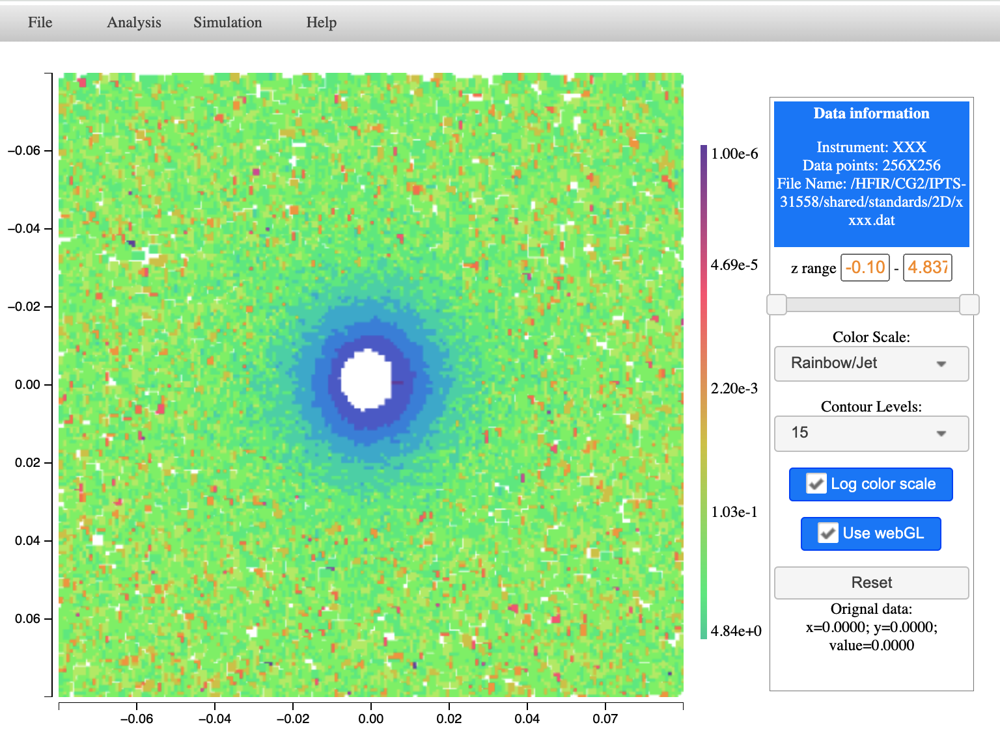 File Analysis Simulation Help
−0.06
−0.04
−0.02
0.00
0.02
0.04
0.06
−0.06 −0.04 −0.02 0.00 0.02 0.04 0.07
1.00e-6
4.69e-5
2.20e-3
1.03e-1
4.84e+0
Data information
Instrument: XXX
Data points: 256X256
File Name: /HFIR/CG2/IPTS-
31558/shared/standards/2D/x
xxx.dat
z range -0.10 - 4.837
Color Scale:
Rainbow/Jet
Contour Levels:
15
Log color scale
Use webGL
Reset
Orignal data:
x=0.0000; y=0.0000;
value=0.0000